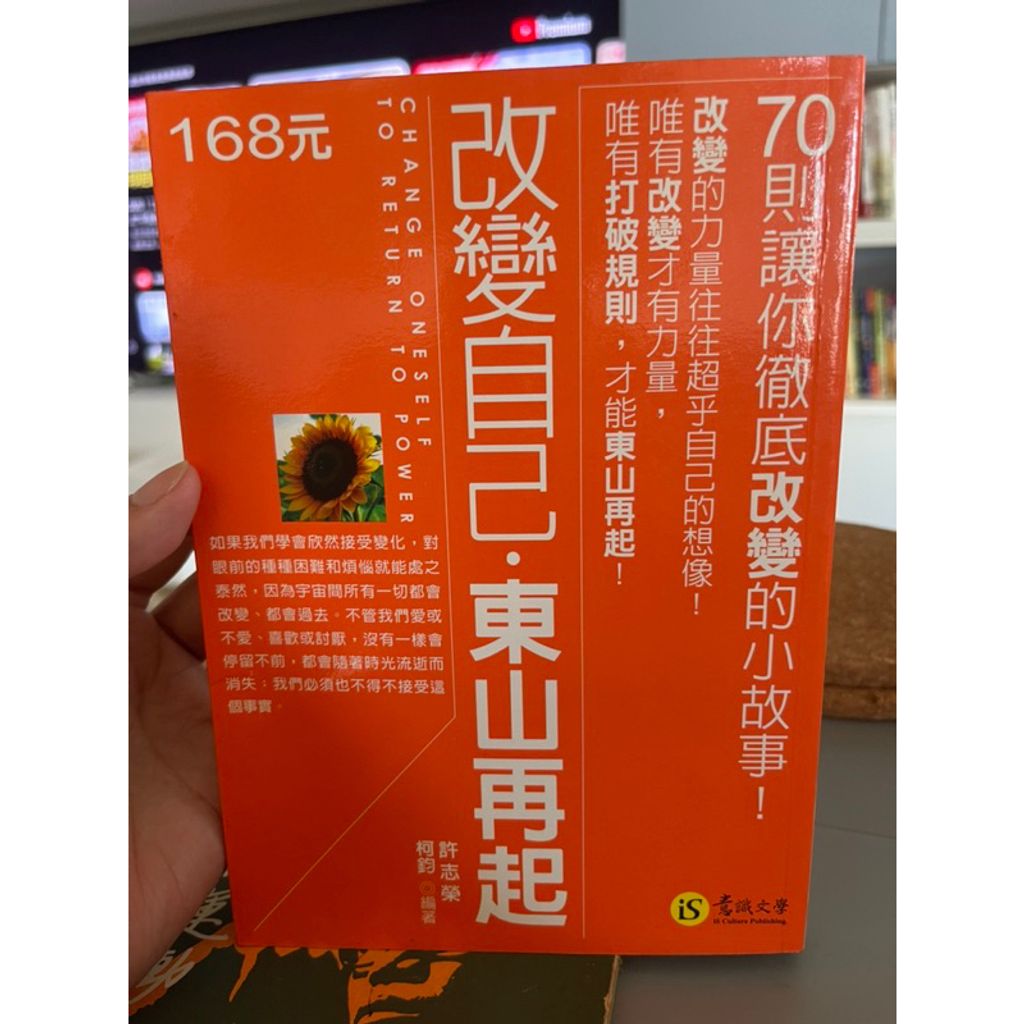 70則讓你徹底改變的小故事！
改變的力量往往超乎自己的想像！
唯有改變才有力量，
唯有打破規則，才能東山再起！
改變自己・東山再起
CHANGE ONESELF
TO RETURN TO POWER
168元
如果我們學會欣然接受變化，對
眼前的種種困難和煩惱就能處之
泰然，因為宇宙間所有一切都會
改變、都會過去。不管我們愛或
不愛、喜歡或討厭，沒有一樣會
停留不前，都會隨著時光流逝而
消失；我們必須也不得不接受這
個事實。
許志榮
柯鈞◎編著
iS
意識文學
iS Culture Publishing
Premium